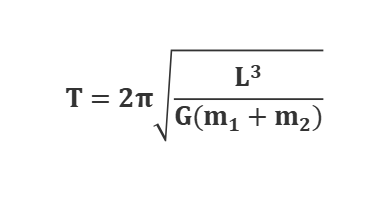 T = 2π√(L³/G(m₁ + m₂))